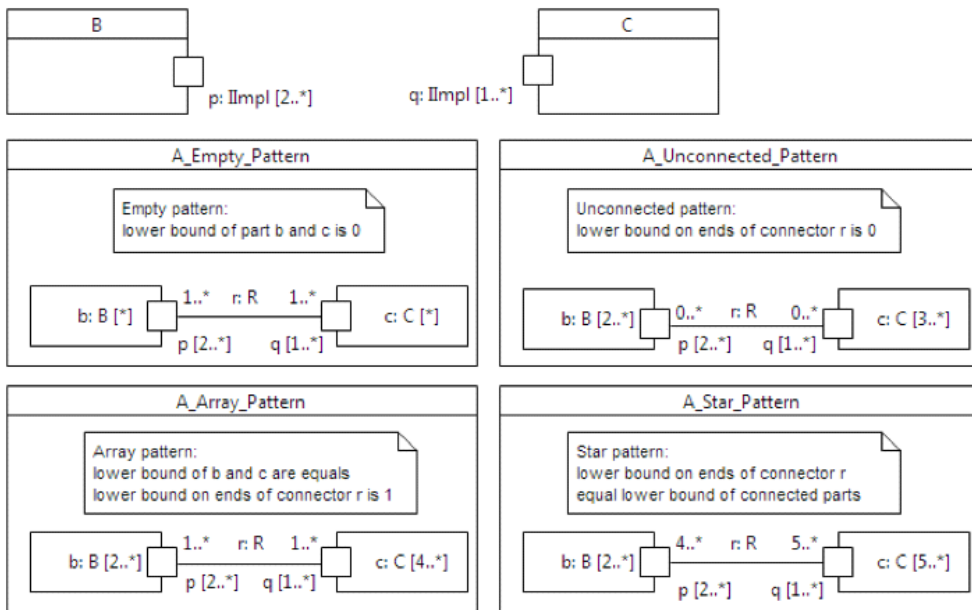 B
p: IImpl [2..*]
C
q: IImpl [1..*]
A_Empty_Pattern
Empty pattern:
lower bound of part b and c is 0
b: B [*]
1..* r: R 1..*
p [2..*] q [1..*]
c: C [*]
A_Unconnected_Pattern
Unconnected pattern:
lower bound on ends of connector r is 0
b: B [2..*]
0..* r: R 0..*
p [2..*] q [1..*]
c: C [3..*]
A_Array_Pattern
Array pattern:
lower bound of b and c are equals
lower bound on ends of connector r is 1
b: B [2..*]
1..* r: R 1..*
p [2..*] q [1..*]
c: C [4..*]
A_Star_Pattern
Star pattern:
lower bound on ends of connector r
equal lower bound of connected parts
b: B [2..*]
4..* r: R 5..*
p [2..*] q [1..*]
c: C [5..*]